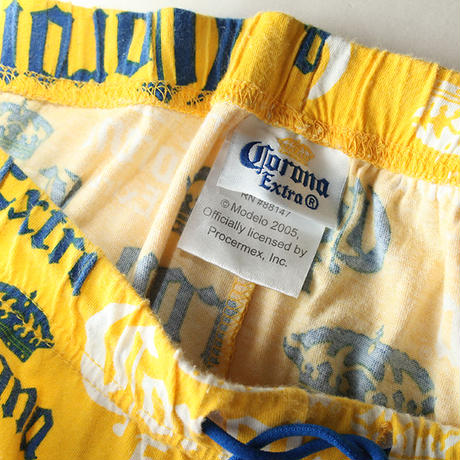 Corona
Extra®
RN #88147
© Modelo 2005,
Officially licensed by
Procermex, Inc.
Extra